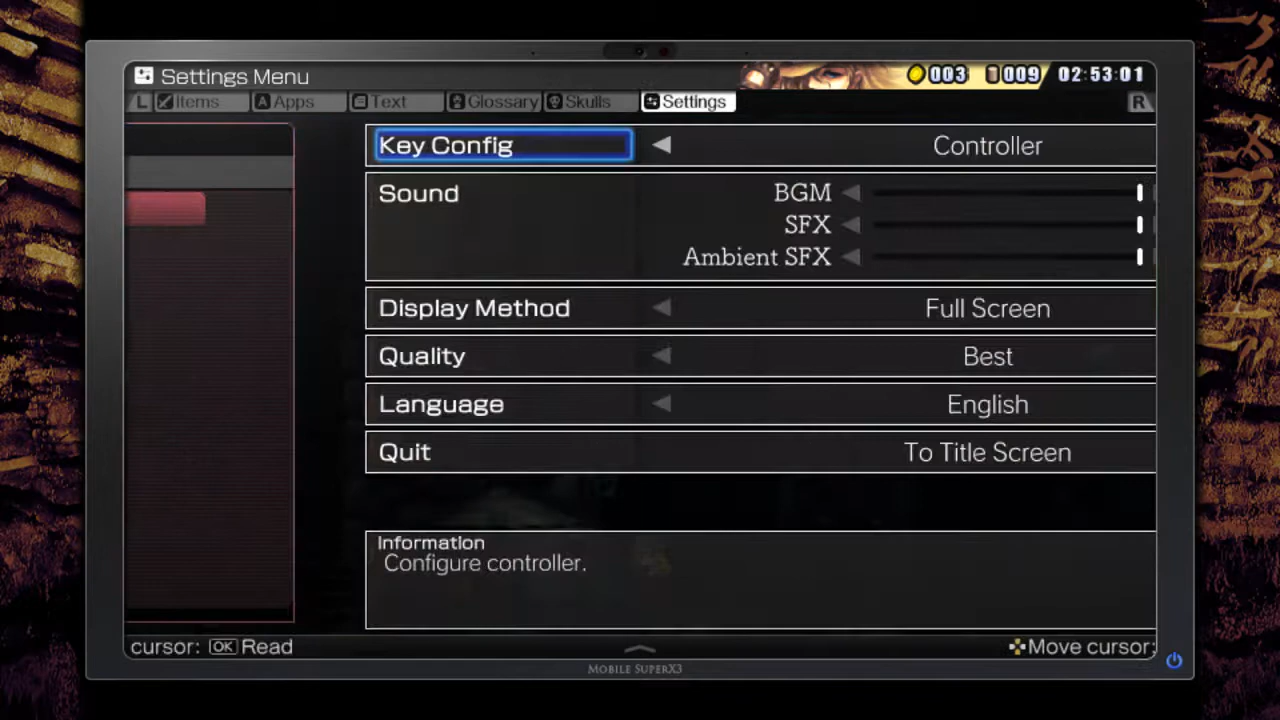 Settings Menu
003 009 02:53:01
L Items A Apps Text Glossary Skulls Settings R
Key Config Controller
Sound BGM
SFX
Ambient SFX
Display Method Full Screen
Quality Best
Language English
Quit To Title Screen
Information
Configure controller.
cursor: OK Read Move cursor:
MOBILE SUPERX3